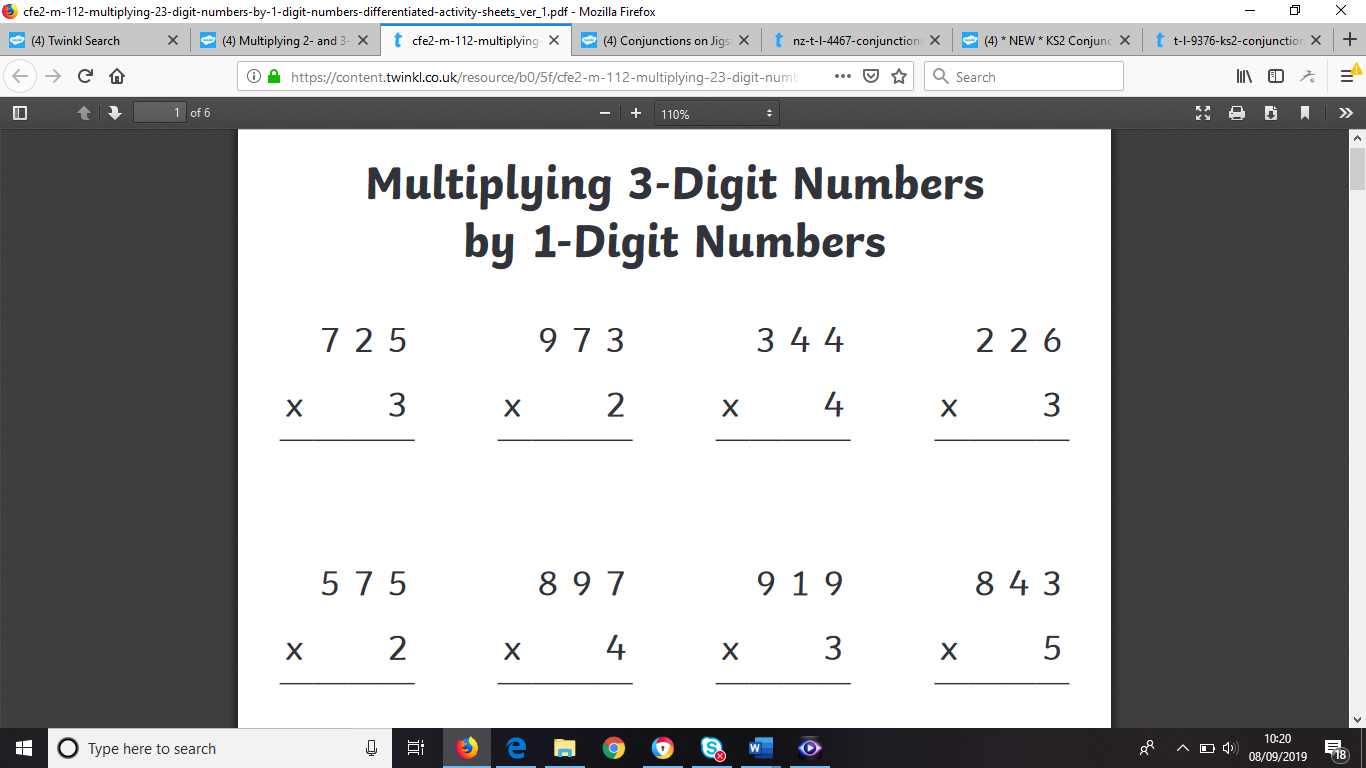 cfe2-m-112-multiplying-23-digit-numbers-by-1-digit-numbers-differentiated-activity-sheets_ver_1.pdf - Mozilla Firefox
(4) Twinkl Search
(4) Multiplying 2- and 3-
cfe2-m-112-multiplying-
(4) Conjunctions on Jigs
nz-t-l-4467-conjunctions
(4) * NEW * KS2 Conjunc
t-l-9376-ks2-conjunction
https://content.twinkl.co.uk/resource/b0/5f/cfe2-m-112-multiplying-23-digit-numb
Search
1 of 6
110%
Multiplying 3-Digit Numbers
by 1-Digit Numbers
7 2 5 9 7 3 3 4 4 2 2 6
x 3 x 2 x 4 x 3
5 7 5 8 9 7 9 1 9 8 4 3
x 2 x 4 x 3 x 5
Type here to search
10:20
08/09/2019
18